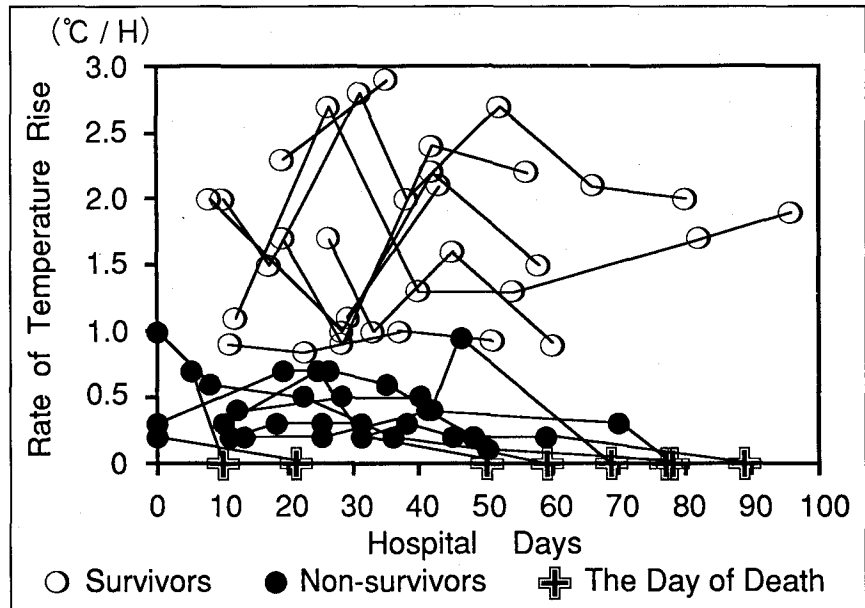 (℃ / H)
3.0
2.5
2.0
1.5
1.0
0.5
0
Rate of Temperature Rise
0 10 20 30 40 50 60 70 80 90 100
Hospital Days
Survivors Non-survivors The Day of Death